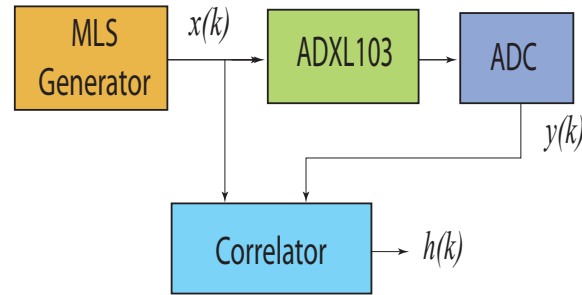 MLS
Generator
x(k)
ADXL103
ADC
y(k)
Correlator
h(k)